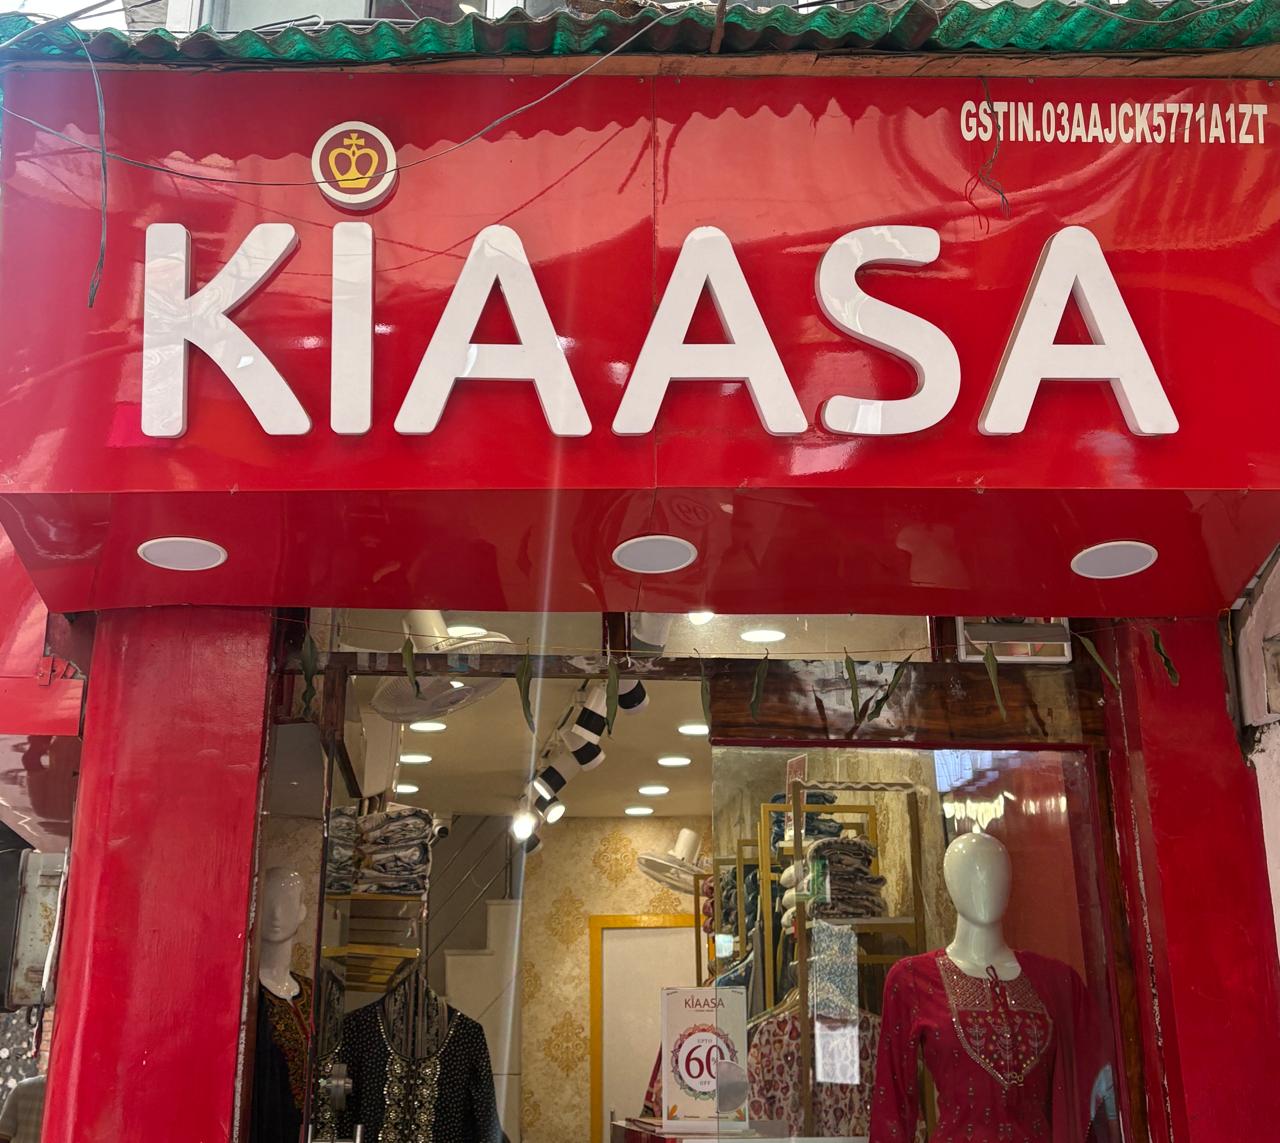 GSTIN.03AAJCK5771A1ZT
KIAASA
KIAASA
UPTO
60
OFF